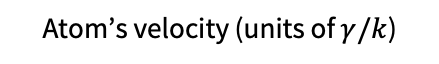 Atom’s velocity (units of γ/k)